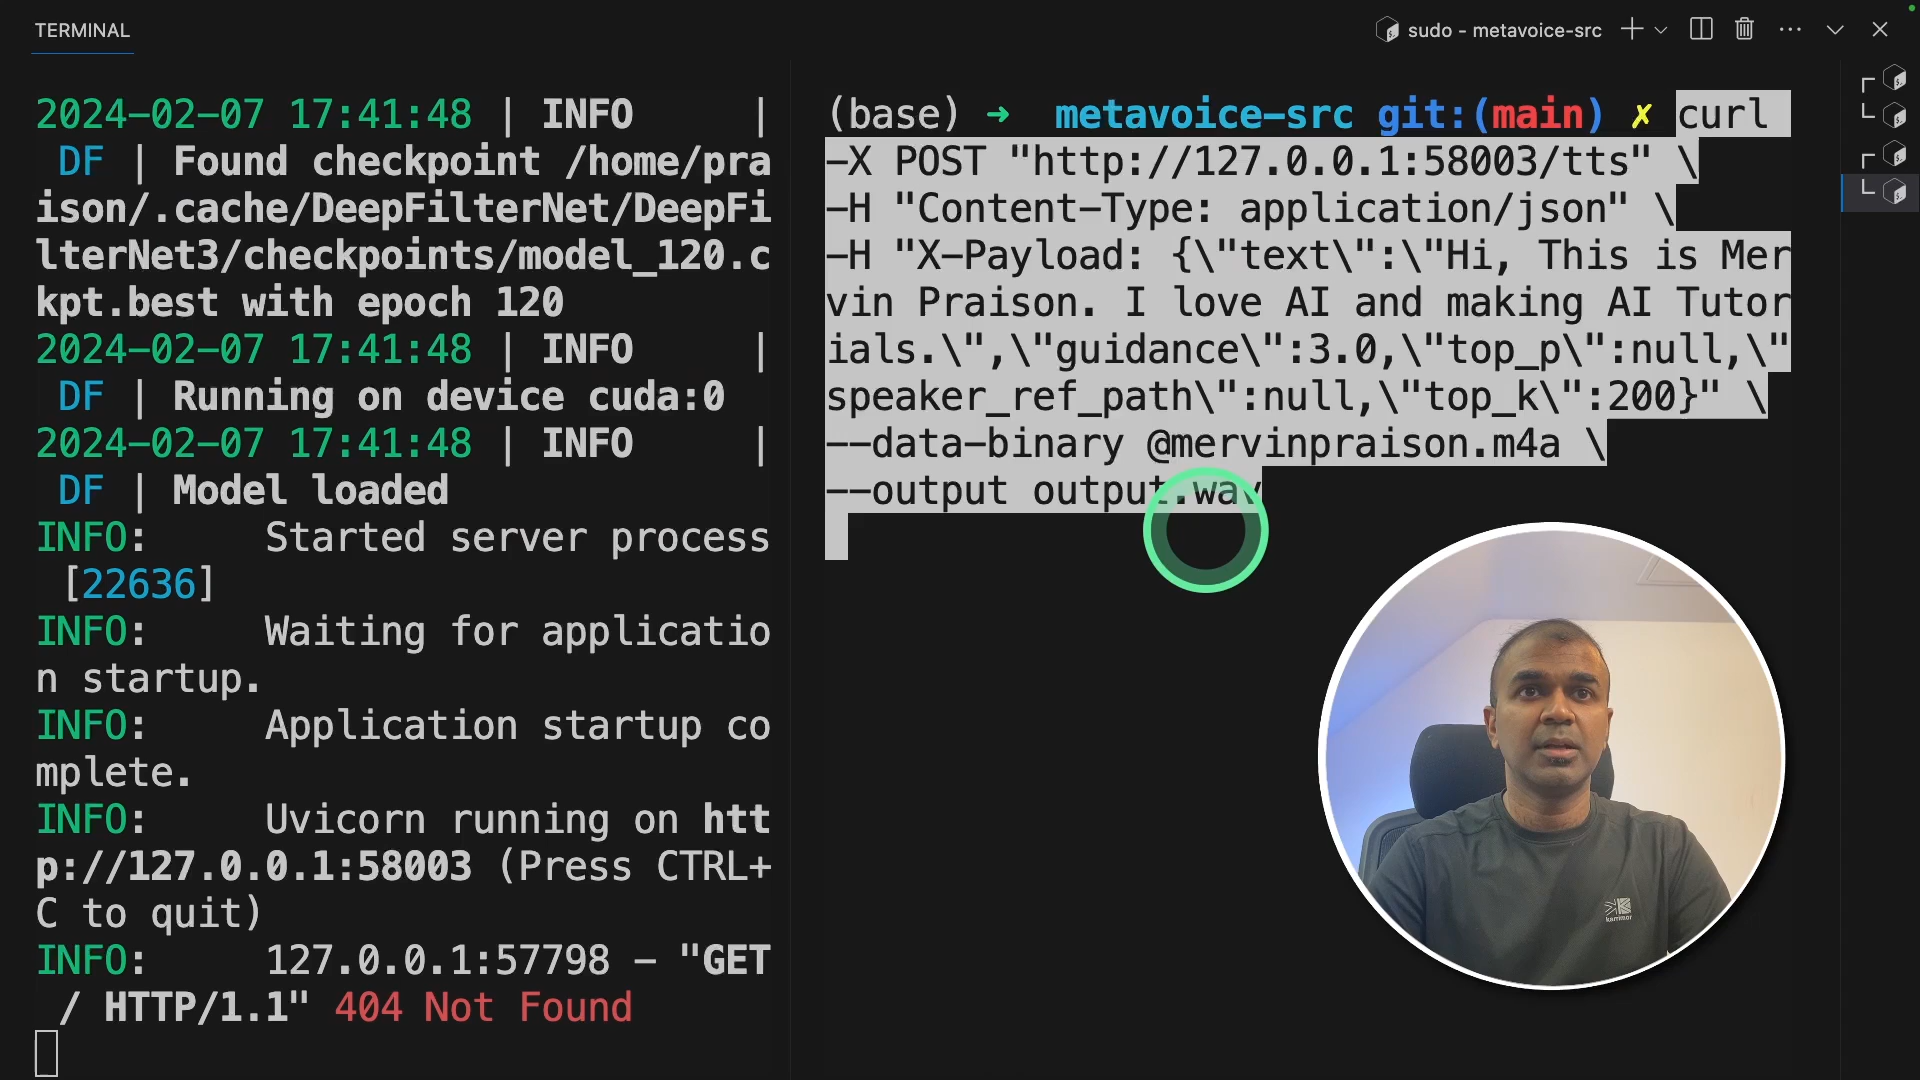 TERMINAL
sudo - metavoice-src
2024-02-07 17:41:48 | INFO |
DF | Found checkpoint /home/pra
ison/.cache/DeepFilterNet/DeepFi
lterNet3/checkpoints/model_120.c
kpt.best with epoch 120
2024-02-07 17:41:48 | INFO |
DF | Running on device cuda:0
2024-02-07 17:41:48 | INFO |
DF | Model loaded
INFO: Started server process
[22636]
INFO: Waiting for applicatio
n startup.
INFO: Application startup co
mplete.
INFO: Uvicorn running on htt
p://127.0.0.1:58003 (Press CTRL+
C to quit)
INFO: 127.0.0.1:57798 - "GET
/ HTTP/1.1" 404 Not Found
(base) ➜ metavoice-src git:(main) ✗ curl
-X POST "http://127.0.0.1:58003/tts" \
-H "Content-Type: application/json" \
-H "X-Payload: {\"text\":\"Hi, This is Mer
vin Praison. I love AI and making AI Tutor
ials.\",\"guidance\":3.0,\"top_p\":null,\"
speaker_ref_path\":null,\"top_k\":200}" \
--data-binary @mervinpraison.m4a \
--output output.wav
karrimor